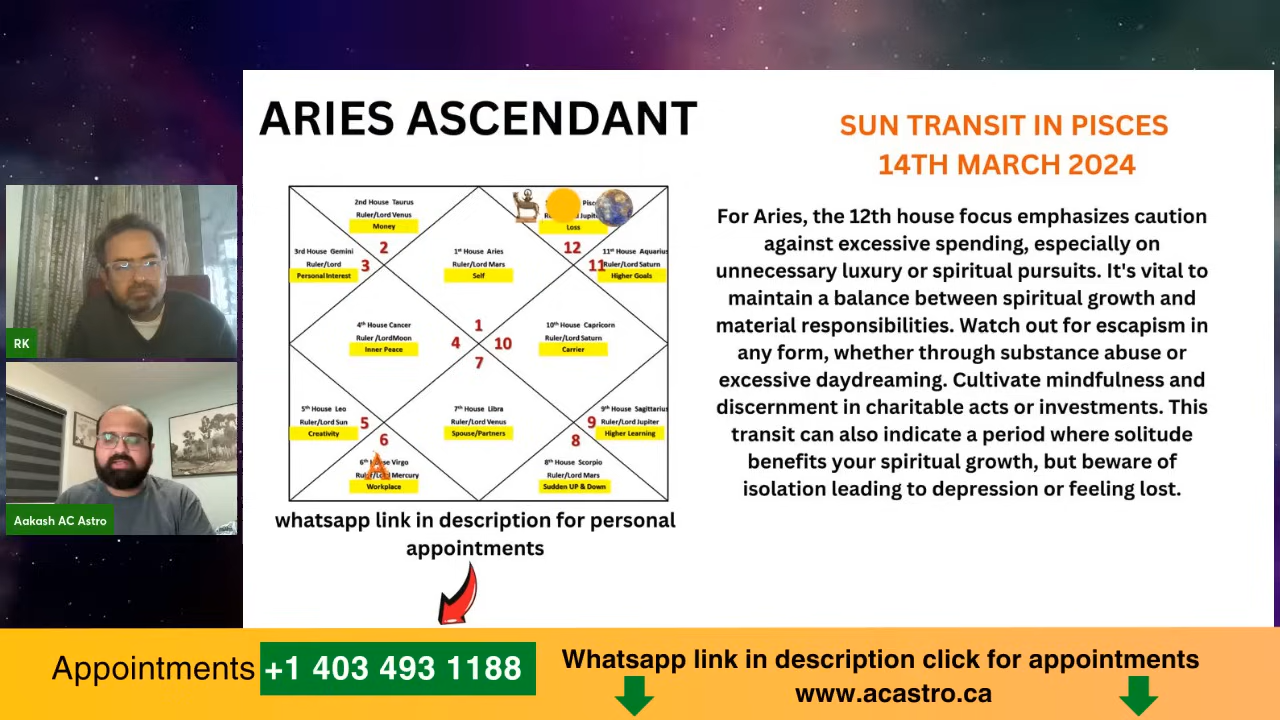 ARIES ASCENDANT
SUN TRANSIT IN PISCES
14TH MARCH 2024
For Aries, the 12th house focus emphasizes caution
against excessive spending, especially on
unnecessary luxury or spiritual pursuits. It's vital to
maintain a balance between spiritual growth and
material responsibilities. Watch out for escapism in
any form, whether through substance abuse or
excessive daydreaming. Cultivate mindfulness and
discernment in charitable acts or investments. This
transit can also indicate a period where solitude
benefits your spiritual growth, but beware of
isolation leading to depression or feeling lost.
2nd House Taurus
Ruler/Lord Venus
Money
2
Loss
12
3rd House Gemini
Ruler/Lord
Personal Interest
3
1st House Aries
Ruler/Lord Mars
Self
11th House Aquarius
Ruler/Lord Saturn
Higher Goals
11
4th House Cancer
Ruler /LordMoon
Inner Peace
1
4
10
7
10th House Capricorn
Ruler/Lord Saturn
Carrier
5th House Leo
Ruler/Lord Sun
Creativity
5
7th House Libra
Ruler/Lord Venus
Spouse/Partners
9th House Sagittarius
Ruler/Lord Jupiter
Higher Learning
9
6
6th House Virgo
Ruler/Lord Mercury
Workplace
8
8th House Scorpio
Ruler/Lord Mars
Sudden UP & Down
whatsapp link in description for personal
appointments
RK
Aakash AC Astro
Appointments +1 403 493 1188
Whatsapp link in description click for appointments
www.acastro.ca